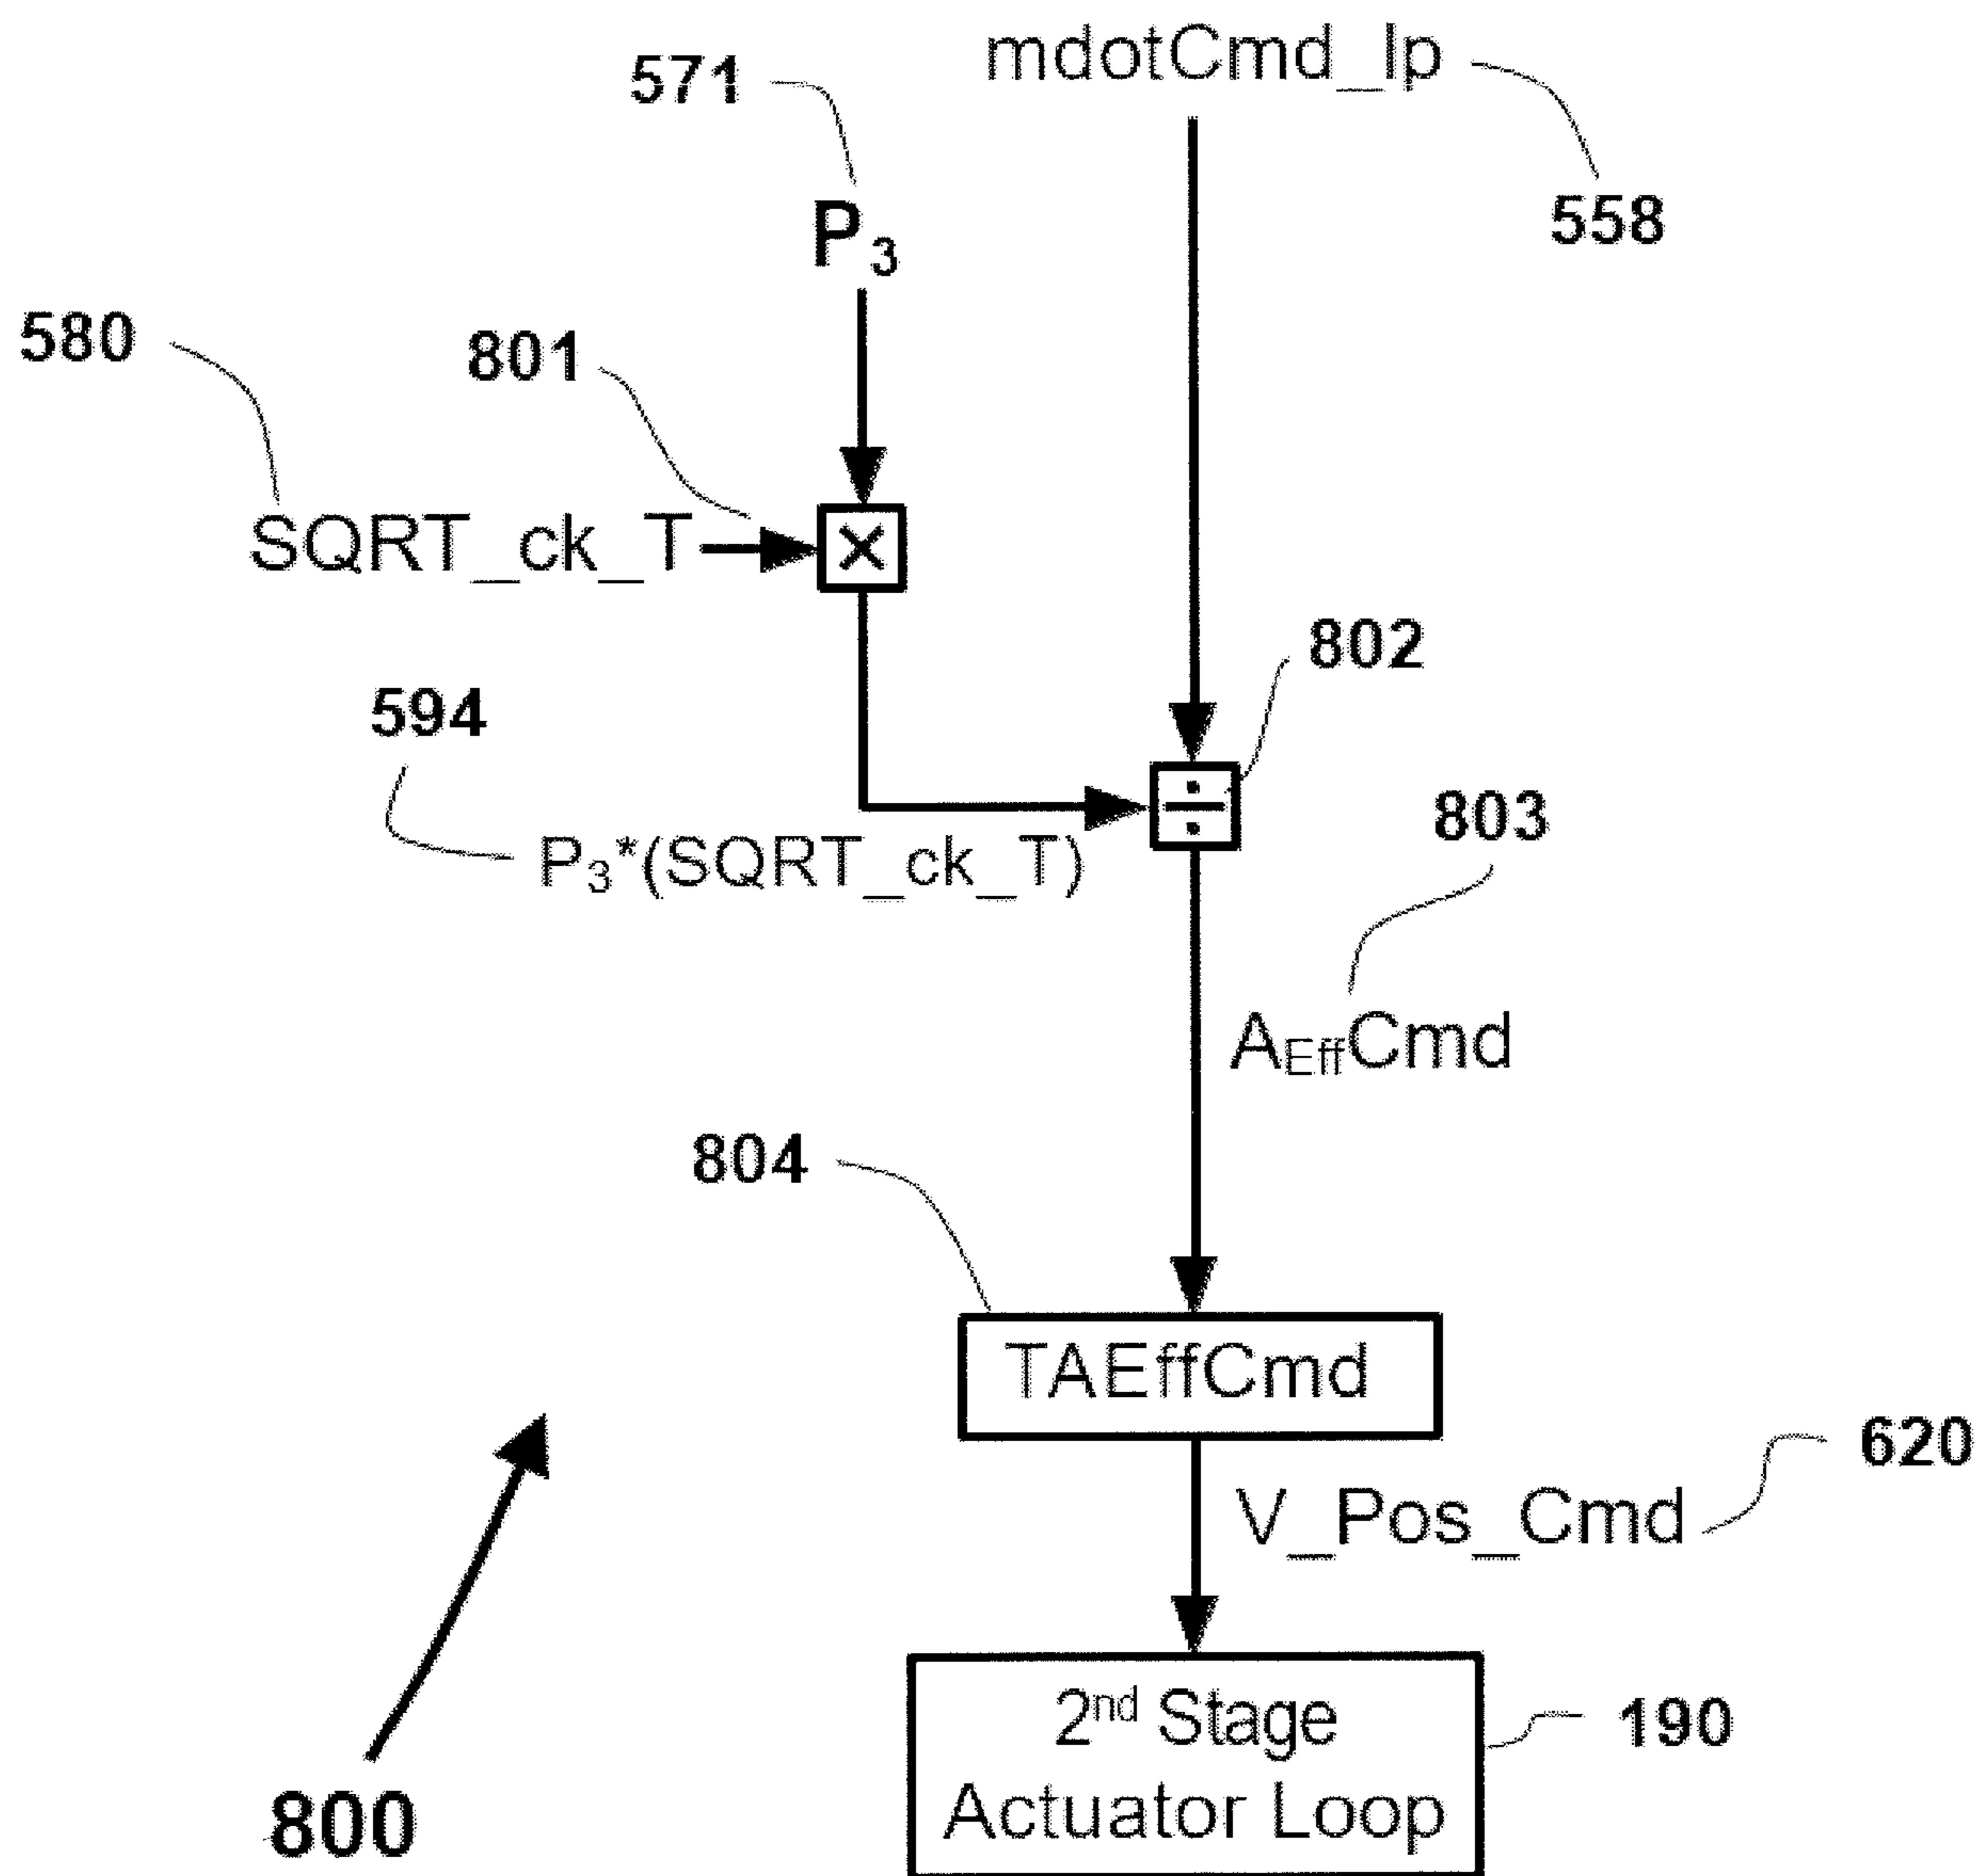 mdotCmd_lp
571
558
P₃
580
801
SQRT_ck_T
×
802
594
÷
803
P₃*(SQRT_ck_T)
A_EffCmd
804
TAEffCmd
620
V_Pos_Cmd
2nd Stage
190
Actuator Loop
800